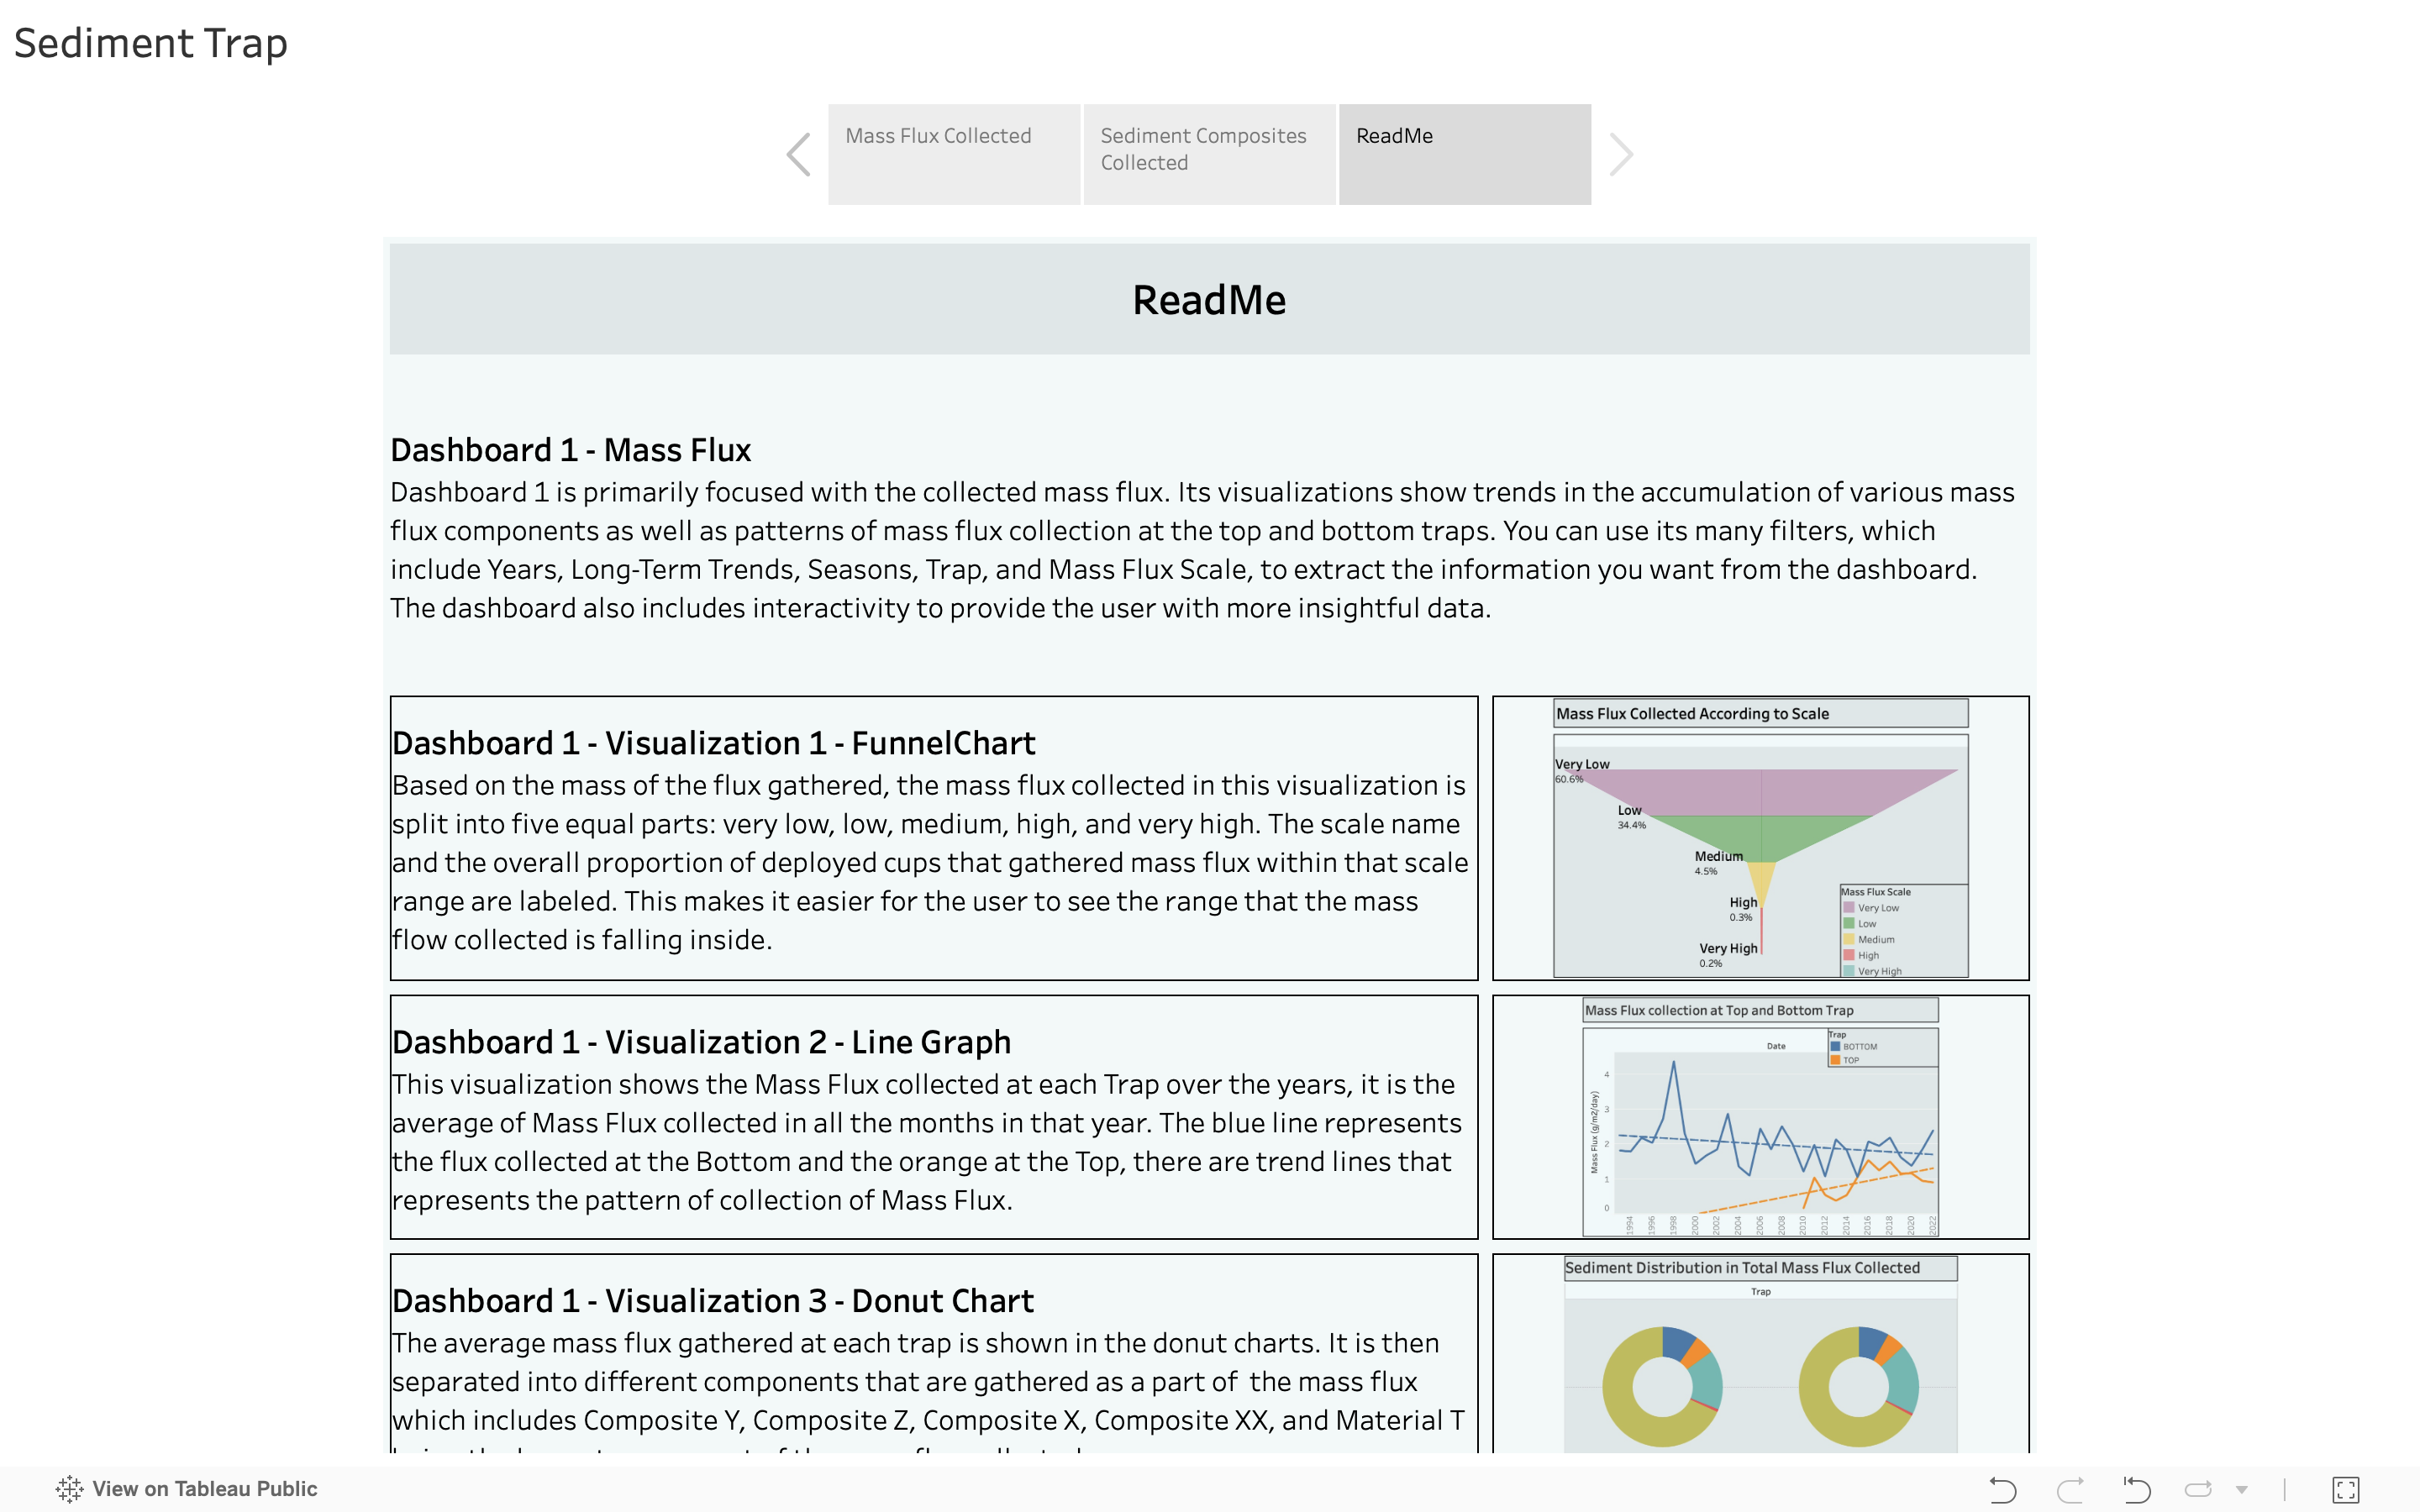 Sediment Trap
Mass Flux Collected
Sediment Composites
Collected
ReadMe
ReadMe
Dashboard 1 - Mass Flux
Dashboard 1 is primarily focused with the collected mass flux. Its visualizations show trends in the accumulation of various mass
flux components as well as patterns of mass flux collection at the top and bottom traps. You can use its many filters, which
include Years, Long-Term Trends, Seasons, Trap, and Mass Flux Scale, to extract the information you want from the dashboard.
The dashboard also includes interactivity to provide the user with more insightful data.
Dashboard 1 - Visualization 1 - FunnelChart
Based on the mass of the flux gathered, the mass flux collected in this visualization is
split into five equal parts: very low, low, medium, high, and very high. The scale name
and the overall proportion of deployed cups that gathered mass flux within that scale
range are labeled. This makes it easier for the user to see the range that the mass
flow collected is falling inside.
Mass Flux Collected According to Scale
Very Low
60.6%
Low
34.4%
Medium
4.5%
High
0.3%
Very High
0.2%
Mass Flux Scale
Very Low
Low
Medium
High
Very High
Dashboard 1 - Visualization 2 - Line Graph
This visualization shows the Mass Flux collected at each Trap over the years, it is the
average of Mass Flux collected in all the months in that year. The blue line represents
the flux collected at the Bottom and the orange at the Top, there are trend lines that
represents the pattern of collection of Mass Flux.
Mass Flux collection at Top and Bottom Trap
Date
Trap
BOTTOM
TOP
Mass Flux (g/m2/day)
4
3
2
1
0
1994
1996
1998
2000
2002
2004
2006
2008
2010
2012
2014
2016
2018
2020
2022
Dashboard 1 - Visualization 3 - Donut Chart
The average mass flux gathered at each trap is shown in the donut charts. It is then
separated into different components that are gathered as a part of the mass flux
which includes Composite Y, Composite Z, Composite X, Composite XX, and Material T
Sediment Distribution in Total Mass Flux Collected
Trap
View on Tableau Public